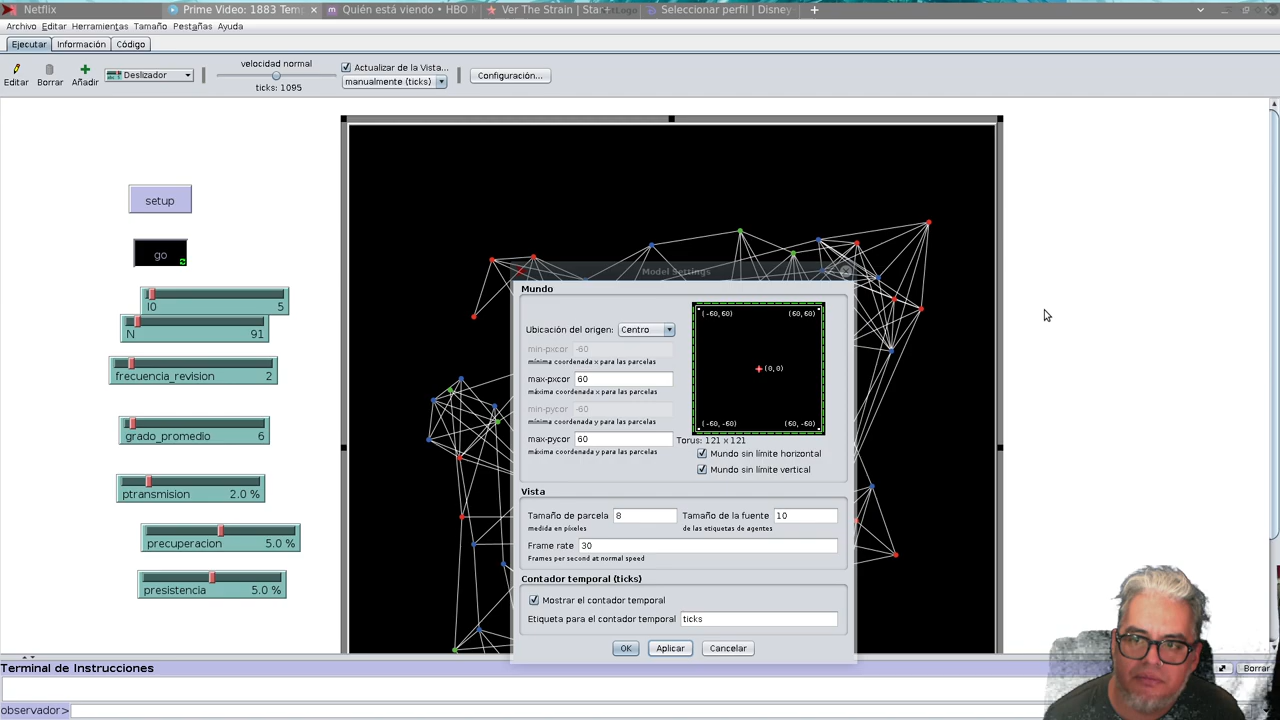 Netflix
Prime Video: 1883 Tem
Quién está viendo • HBO
Ver The Strain | Star+
Seleccionar perfil | Disney
Archivo Editar Herramientas Tamaño Pestañas Ayuda
Ejecutar Información Código
velocidad normal
Actualizar de la Vista...
Editar Borrar Añadir
Deslizador
ticks: 1095
manualmente (ticks)
Configuración...
setup
go
I0 5
N 91
frecuencia_revision 2
grado_promedio 6
ptransmision 2.0 %
precuperacion 5.0 %
presistencia 5.0 %
Model Settings
Mundo
Ubicación del origen: Centro
min-pxcor -60
mínima coordenada x para las parcelas
max-pxcor 60
máxima coordenada x para las parcelas
min-pycor -60
mínima coordenada y para las parcelas
max-pycor 60
máxima coordenada y para las parcelas
(-60,60) (60,60)
(0,0)
(-60,-60) (60,-60)
Torus: 121 x 121
Mundo sin límite horizontal
Mundo sin límite vertical
Vista
Tamaño de parcela 8 Tamaño de la fuente 10
medida en píxeles de las etiquetas de agentes
Frame rate 30
Frames per second at normal speed
Contador temporal (ticks)
Mostrar el contador temporal
Etiqueta para el contador temporal ticks
OK Aplicar Cancelar
Terminal de Instrucciones Borrar
observador>